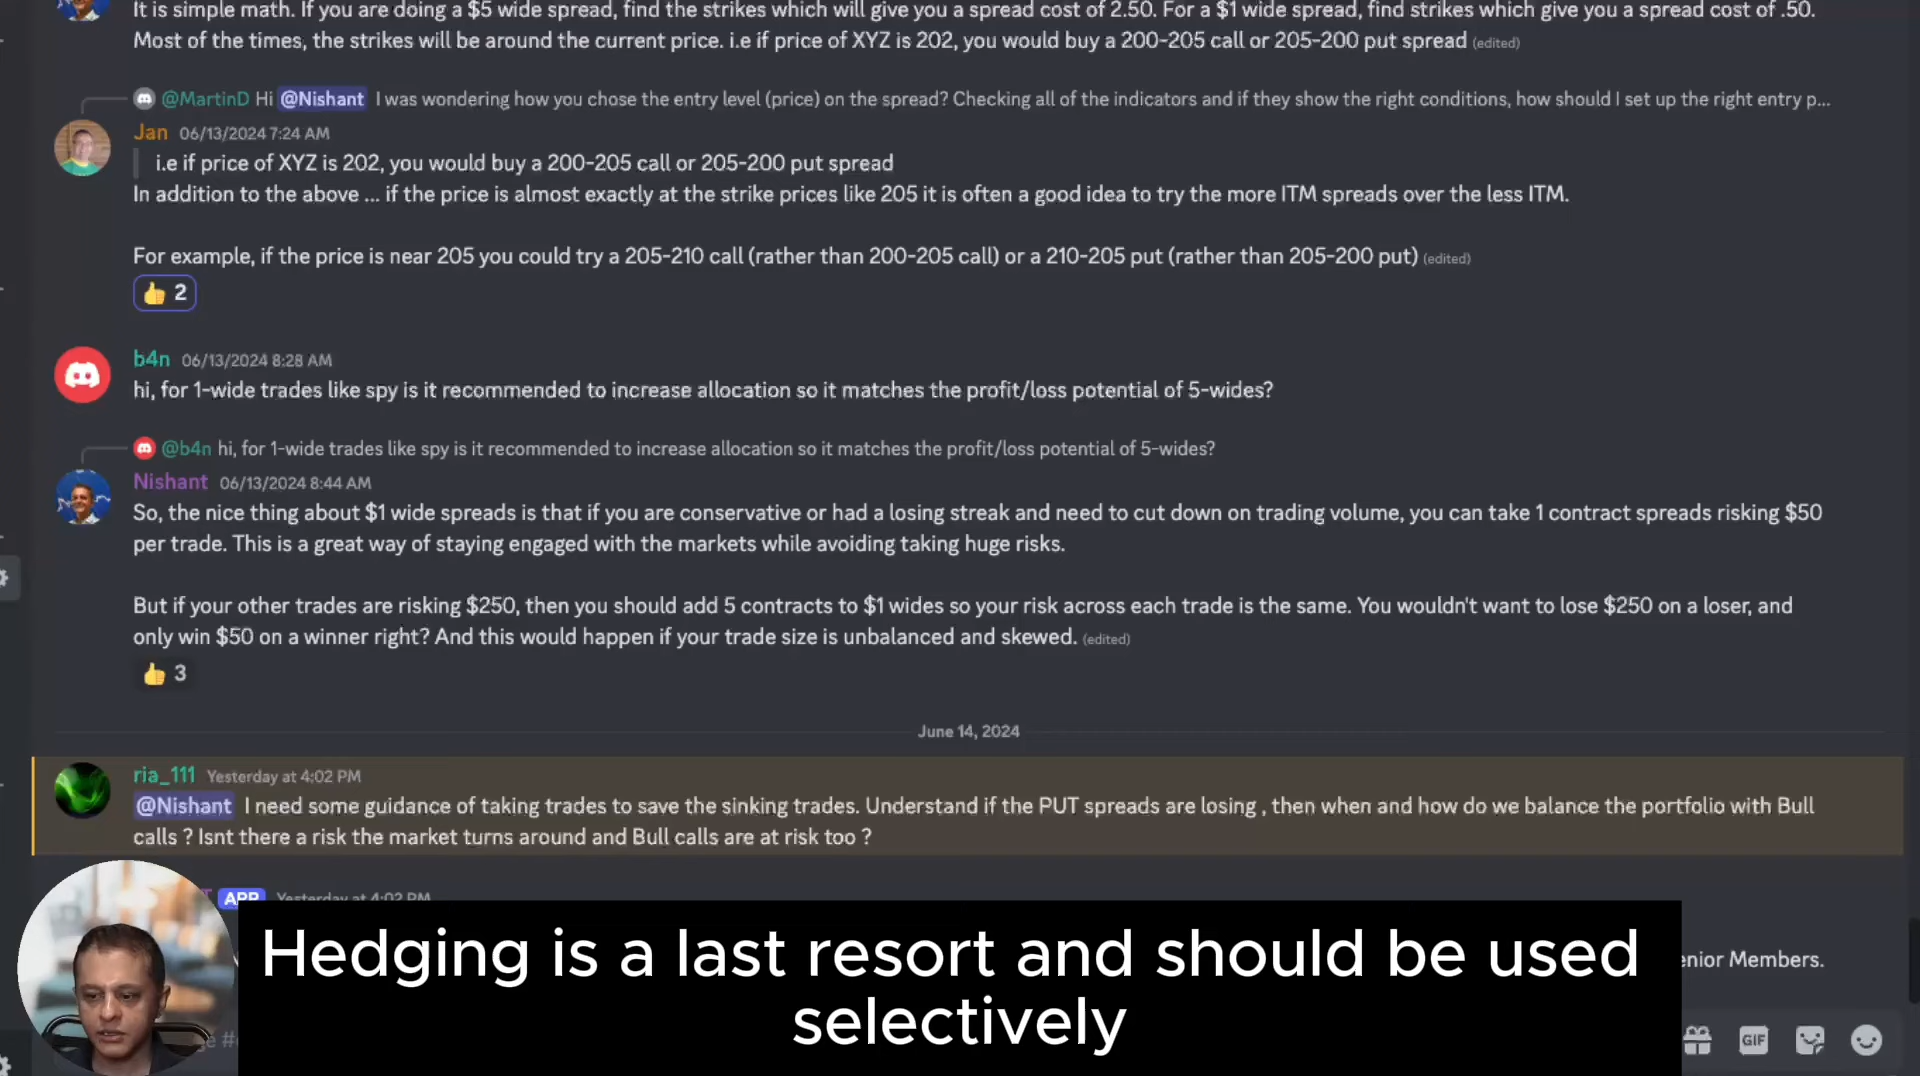 It is simple math. If you are doing a $5 wide spread, find the strikes which will give you a spread cost of 2.50. For a $1 wide spread, find strikes which give you a spread cost of .50.
Most of the times, the strikes will be around the current price. i.e if price of XYZ is 202, you would buy a 200-205 call or 205-200 put spread (edited)
@MartinD Hi @Nishant I was wondering how you chose the entry level (price) on the spread? Checking all of the indicators and if they show the right conditions, how should I set up the right entry p...
Jan 06/13/2024 7:24 AM
i.e if price of XYZ is 202, you would buy a 200-205 call or 205-200 put spread
In addition to the above ... if the price is almost exactly at the strike prices like 205 it is often a good idea to try the more ITM spreads over the less ITM.
For example, if the price is near 205 you could try a 205-210 call (rather than 200-205 call) or a 210-205 put (rather than 205-200 put) (edited)
2
b4n 06/13/2024 8:28 AM
hi, for 1-wide trades like spy is it recommended to increase allocation so it matches the profit/loss potential of 5-wides?
@b4n hi, for 1-wide trades like spy is it recommended to increase allocation so it matches the profit/loss potential of 5-wides?
Nishant 06/13/2024 8:44 AM
So, the nice thing about $1 wide spreads is that if you are conservative or had a losing streak and need to cut down on trading volume, you can take 1 contract spreads risking $50
per trade. This is a great way of staying engaged with the markets while avoiding taking huge risks.
But if your other trades are risking $250, then you should add 5 contracts to $1 wides so your risk across each trade is the same. You wouldn't want to lose $250 on a loser, and
only win $50 on a winner right? And this would happen if your trade size is unbalanced and skewed. (edited)
3
June 14, 2024
ria_111 Yesterday at 4:02 PM
@Nishant I need some guidance of taking trades to save the sinking trades. Understand if the PUT spreads are losing , then when and how do we balance the portfolio with Bull
calls ? Isnt there a risk the market turns around and Bull calls are at risk too ?
APP Yesterday at 4:02 PM
Members.
Hedging is a last resort and should be used
selectively
GIF